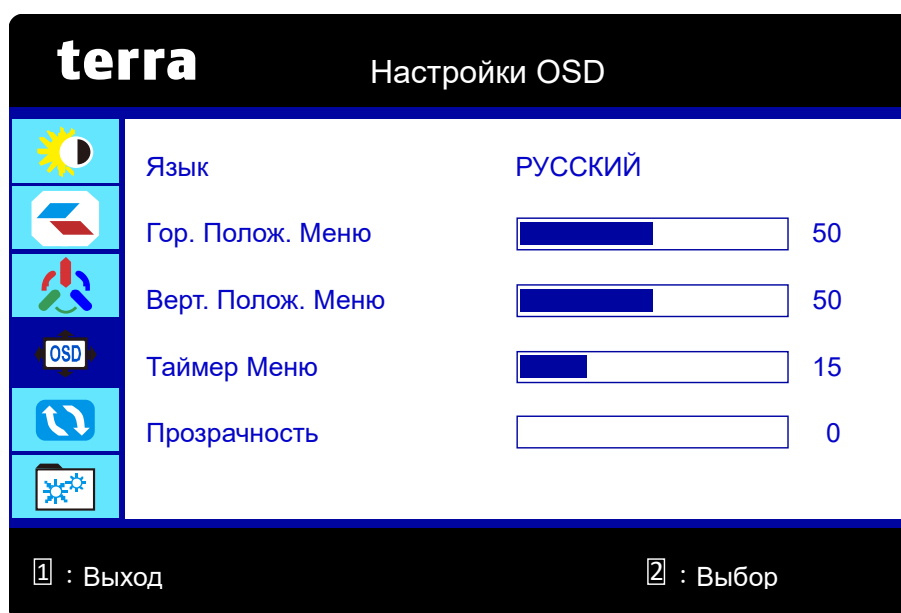 terra
Настройки OSD
Язык РУССКИЙ
Гор. Полож. Меню 50
Верт. Полож. Меню 50
OSD
Таймер Меню 15
Прозрачность 0
1 : Выход 2 : Выбор